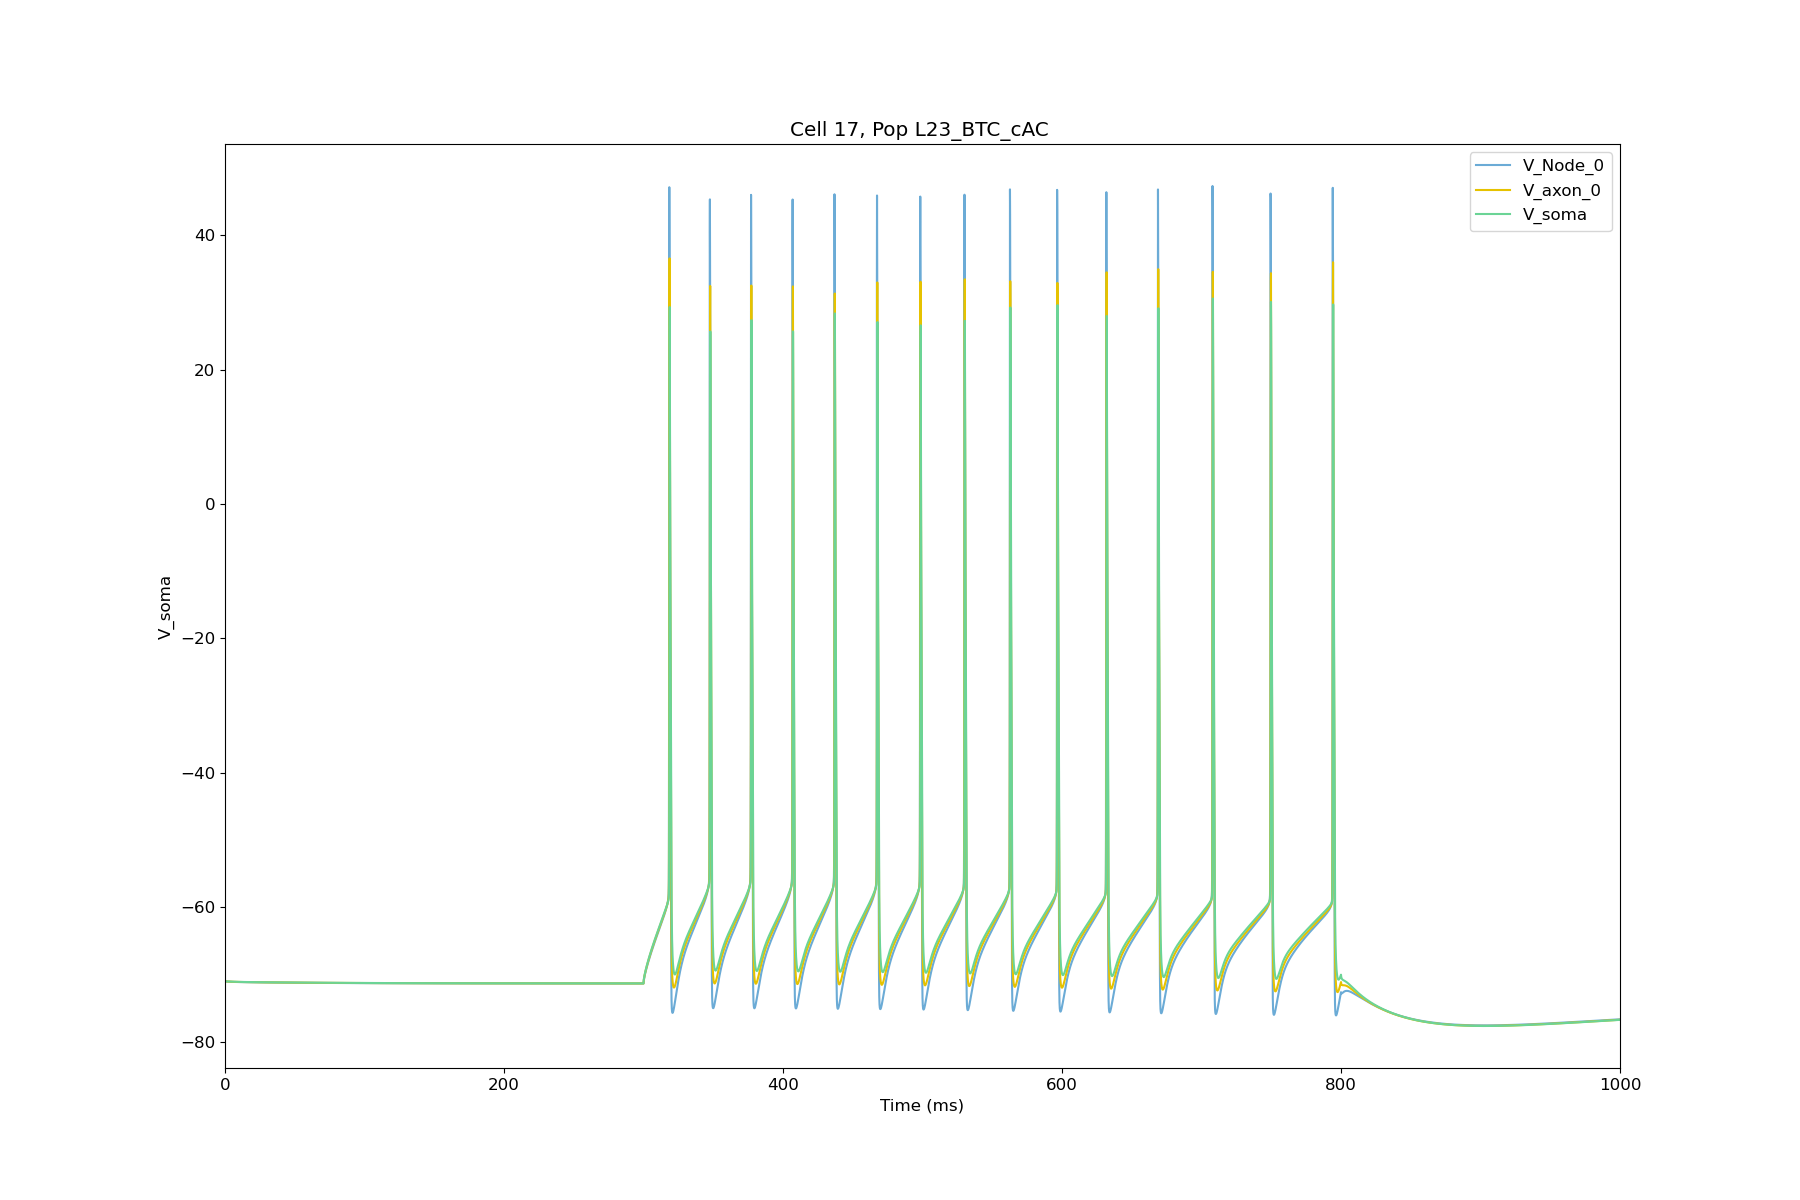 Cell 17, Pop L23_BTC_cAC
V_Node_0
V_axon_0
V_soma
40
20
0
−20
−40
−60
−80
V_soma
0 200 400 600 800 1000
Time (ms)